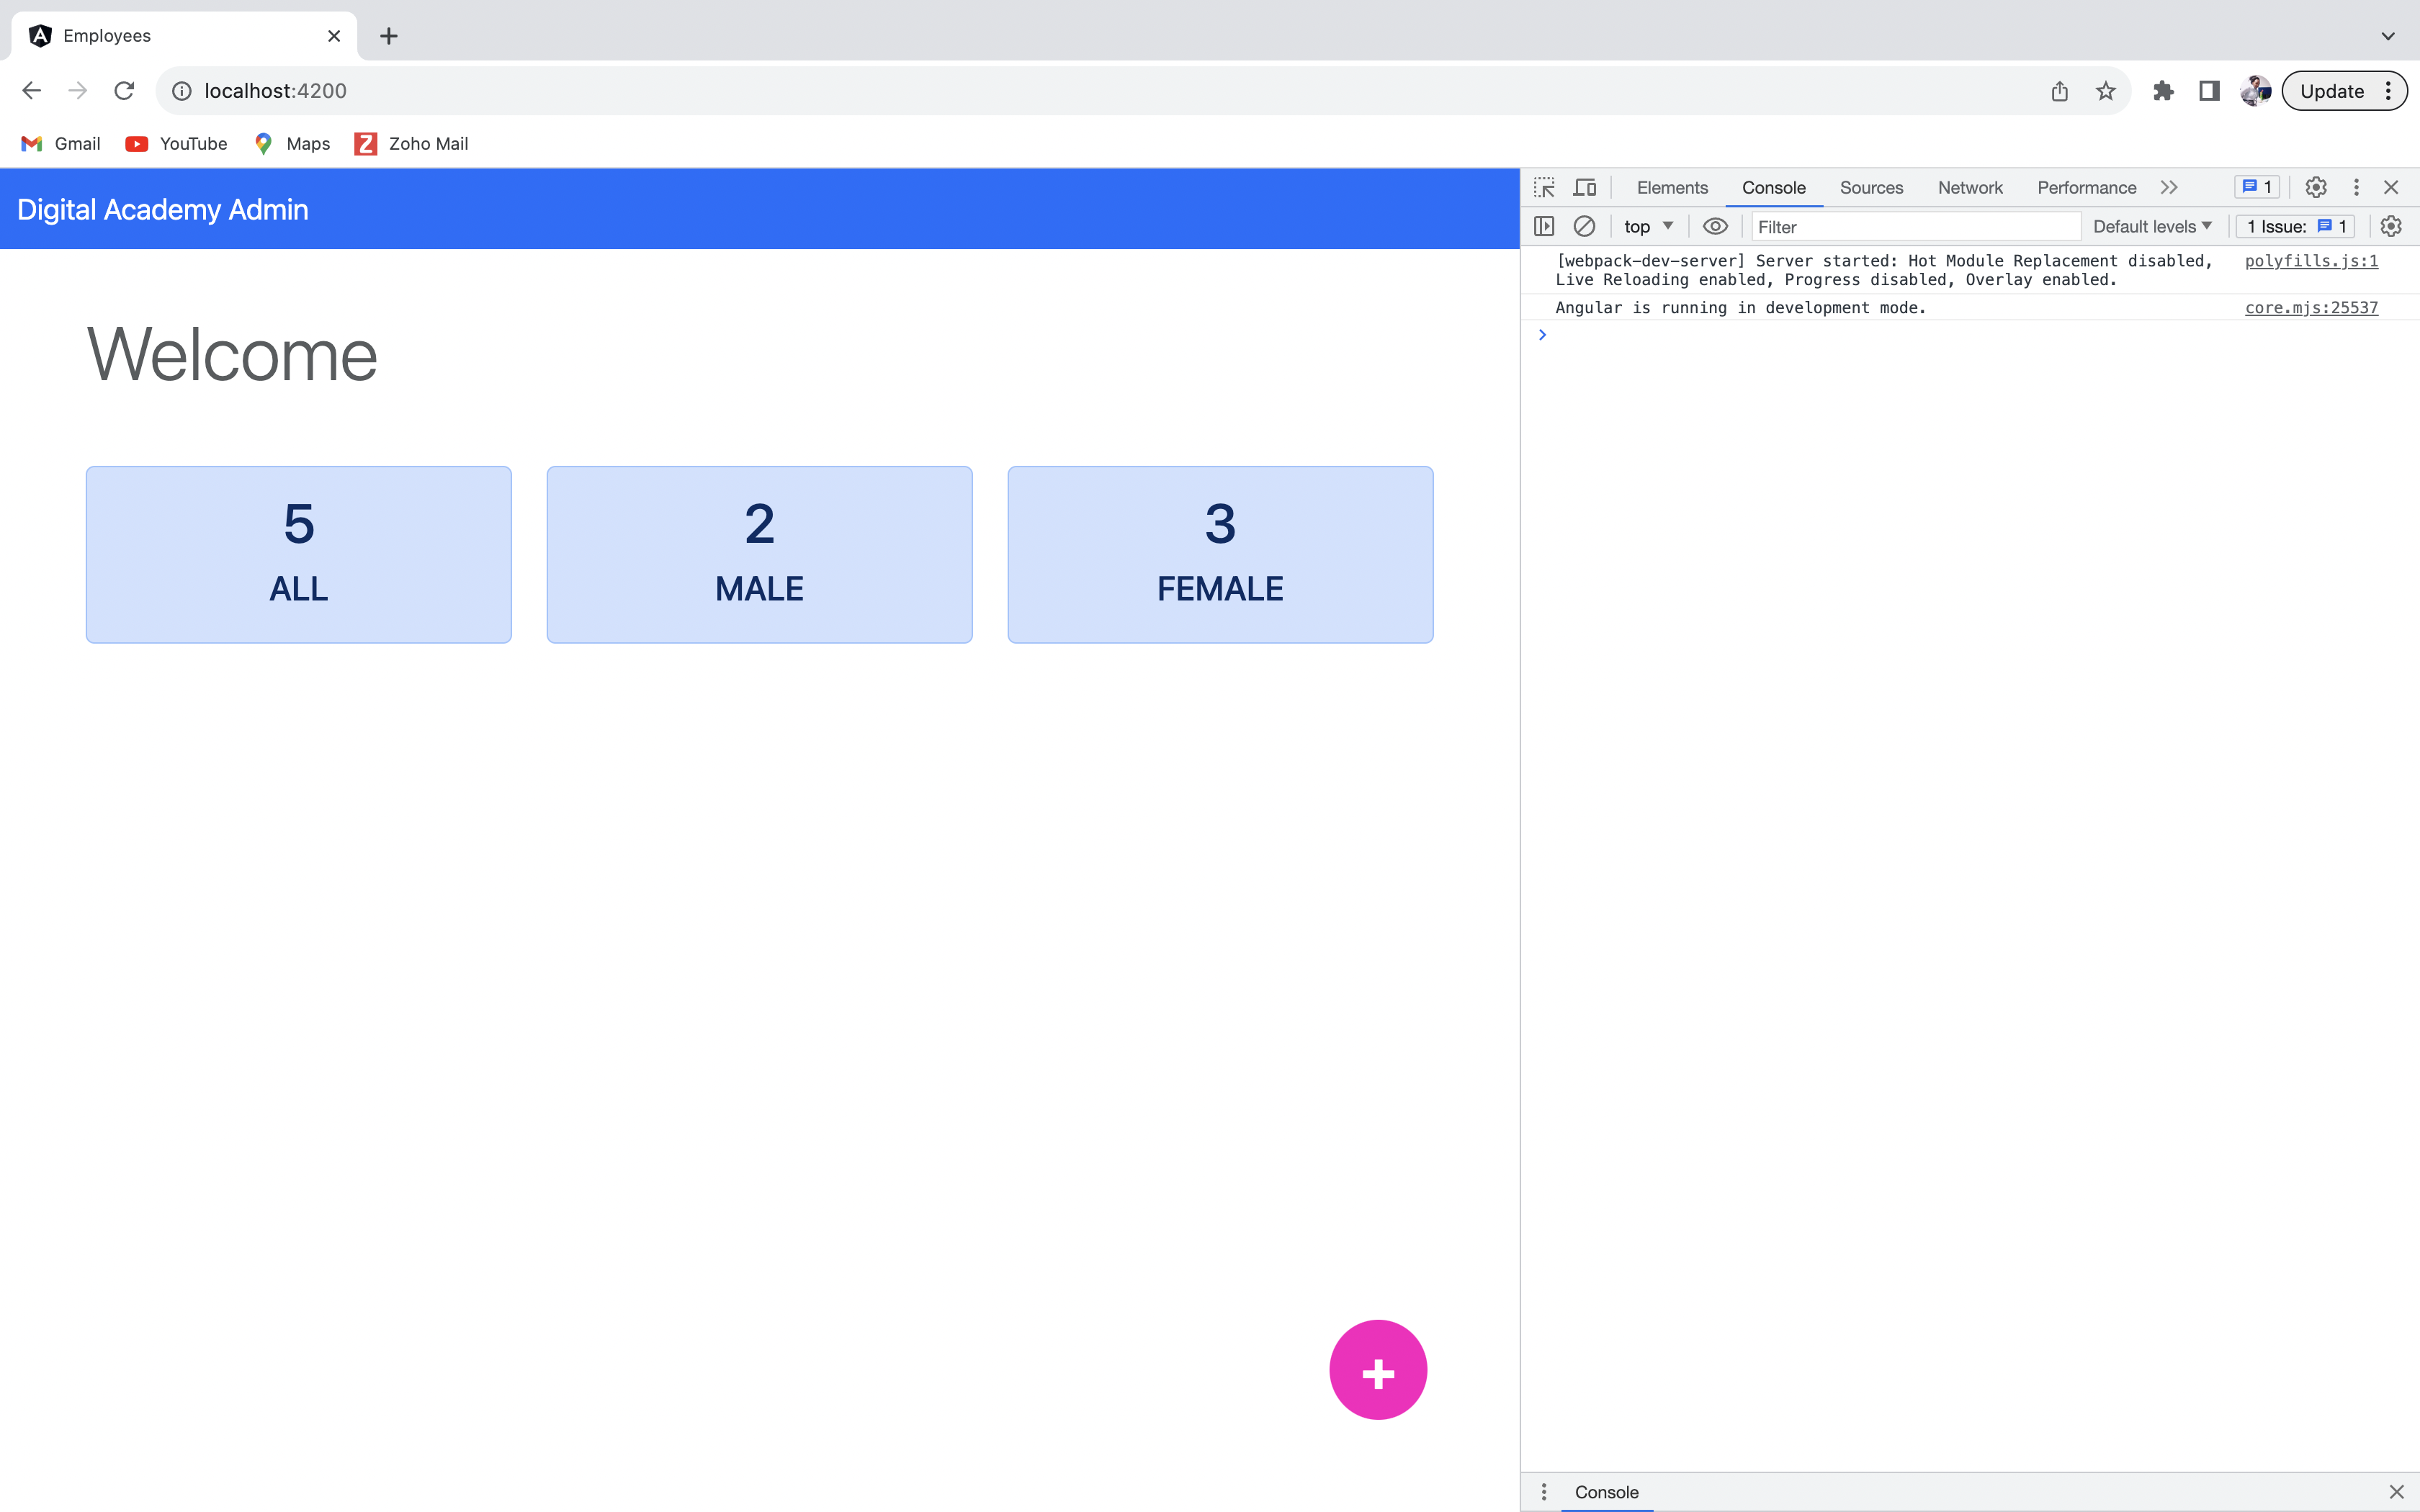 Employees
localhost:4200
Update
Gmail YouTube Maps Zoho Mail
Digital Academy Admin
Welcome
5
ALL
2
MALE
3
FEMALE
+
Elements Console Sources Network Performance 1
top Filter Default levels 1 Issue: 1
[webpack-dev-server] Server started: Hot Module Replacement disabled, polyfills.js:1
Live Reloading enabled, Progress disabled, Overlay enabled.
Angular is running in development mode. core.mjs:25537
Console